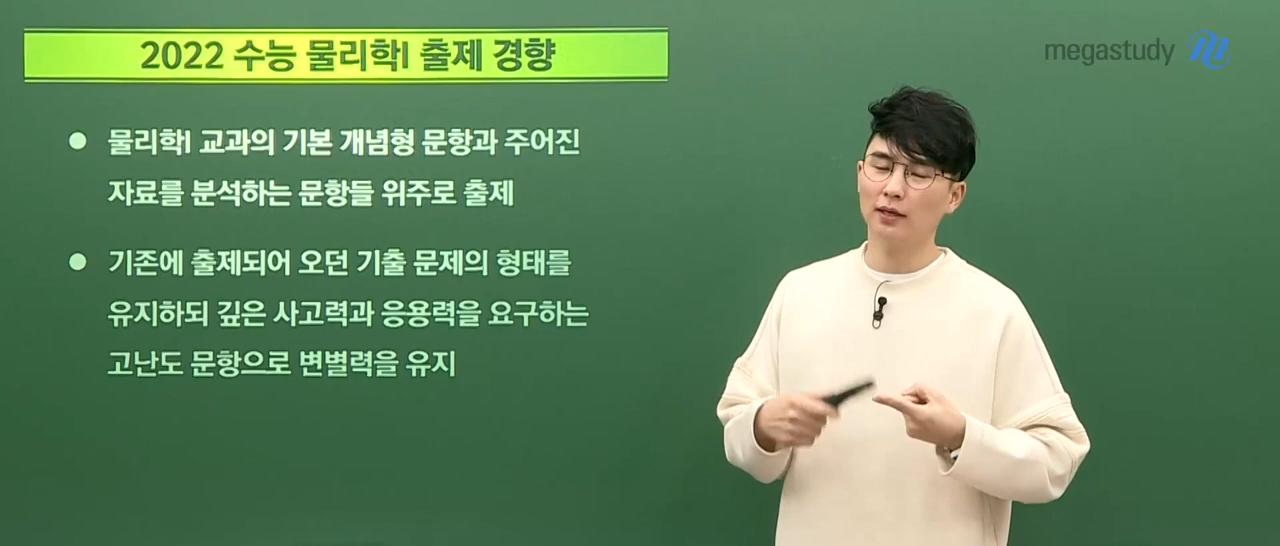 2022 수능 물리학I 출제 경향
megastudy
● 물리학I 교과의 기본 개념형 문항과 주어진
자료를 분석하는 문항들 위주로 출제
● 기존에 출제되어 오던 기출 문제의 형태를
유지하되 깊은 사고력과 응용력을 요구하는
고난도 문항으로 변별력을 유지